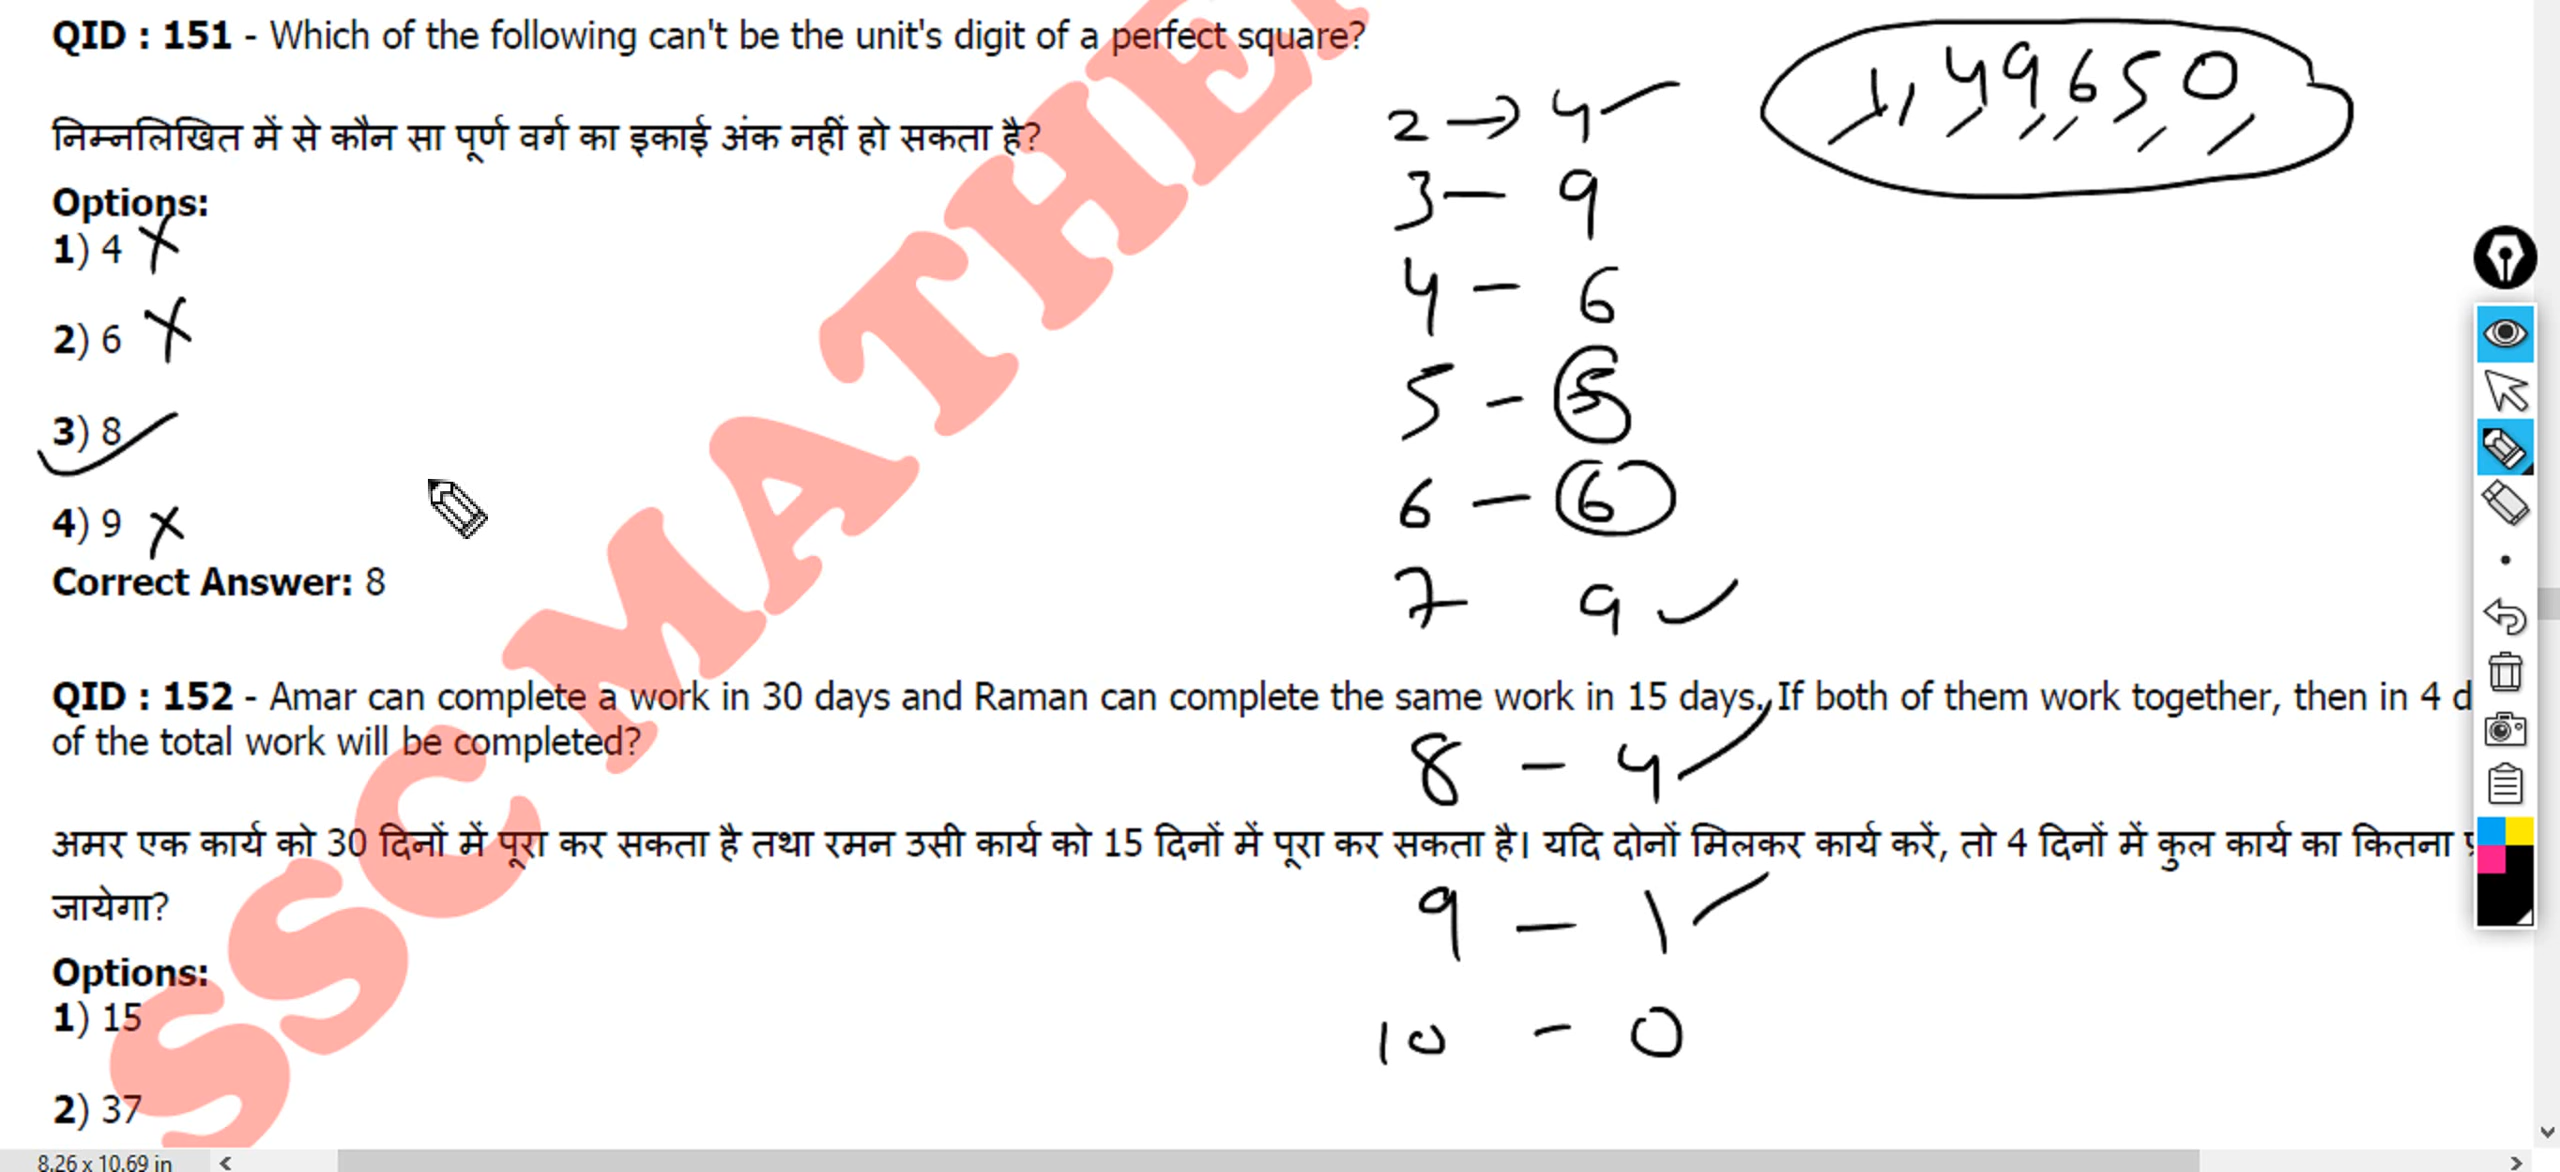 QID : 151 - Which of the following can't be the unit's digit of a perfect square?
निम्नलिखित में से कौन सा पूर्ण वर्ग का इकाई अंक नहीं हो सकता है?
Options:
1) 4
2) 6
3) 8
4) 9
Correct Answer: 8
1, 4, 9, 6, 5, 0,
2 → 4
3 — 9
4 — 6
5 - 5
6 — 6
7 9
8 — 4
9 — 1
10 - 0
QID : 152 - Amar can complete a work in 30 days and Raman can complete the same work in 15 days. If both of them work together, then in 4 d
of the total work will be completed?
अमर एक कार्य को 30 दिनों में पूरा कर सकता है तथा रमन उसी कार्य को 15 दिनों में पूरा कर सकता है। यदि दोनों मिलकर कार्य करें, तो 4 दिनों में कुल कार्य का कितना
जायेगा?
Options:
1) 15
2) 37
SSC MATHE
8.26 x 10.69 in